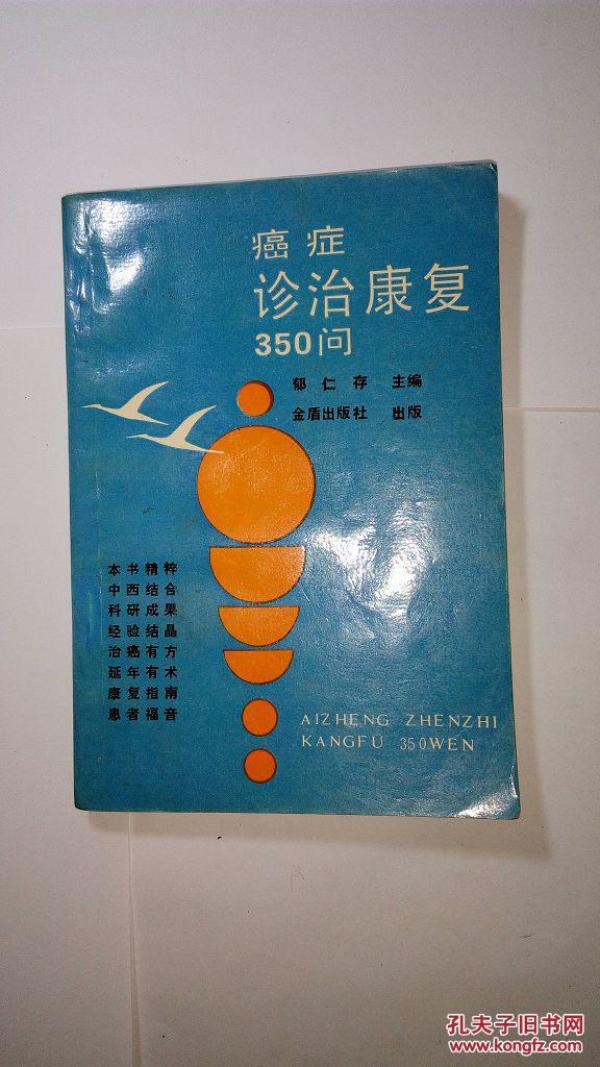 癌症
诊治康复
350问
郁仁存 主编
金盾出版社 出版
本书精粹
中西结合
科研成果
经验结晶
治癌有方
延年有术
康复指南
患者福音
AIZHENG ZHENZHI
KANGFU 350WEN
孔夫子旧书网
www.kongfz.com